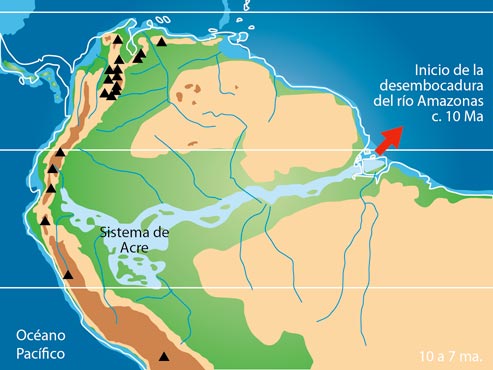 Inicio de la
desembocadura
del río Amazonas
c. 10 Ma
Sistema de
Acre
Océano
Pacífico
10 a 7 ma.